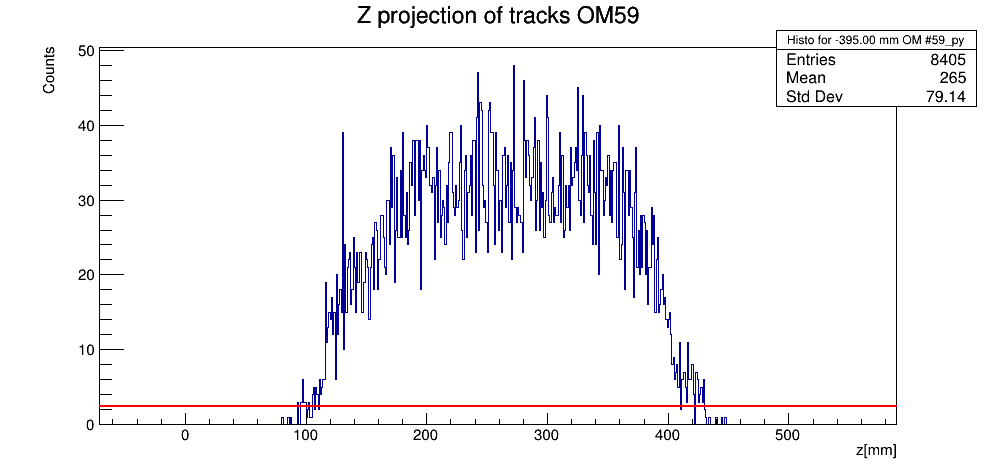 Z projection of tracks OM59
Histo for -395.00 mm OM #59_py
Entries 8405
Mean 265
Std Dev 79.14
Counts
50
40
30
20
10
0
0 100 200 300 400 500
z[mm]